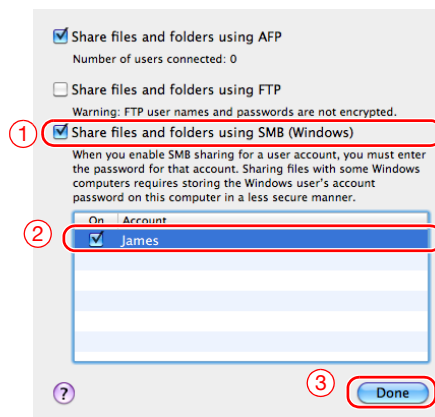 Share files and folders using AFP
Number of users connected: 0
Share files and folders using FTP
Warning: FTP user names and passwords are not encrypted.
1
Share files and folders using SMB (Windows)
When you enable SMB sharing for a user account, you must enter
the password for that account. Sharing files with some Windows
computers requires storing the Windows user's account
password on this computer in a less secure manner.
On Account
2
James
3
?
Done